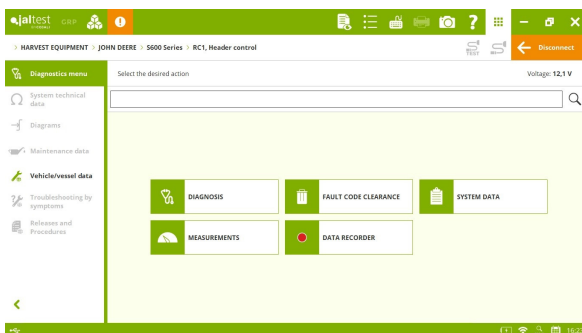 jaltest GRP
HARVEST EQUIPMENT > JOHN DEERE > S600 Series > RC1, Header control
TEST
Disconnect
Diagnostics menu
Select the desired action
Voltage: 12,1 V
System technical
data
Diagrams
Maintenance data
Vehicle/vessel data
Troubleshooting by
symptoms
Releases and
Procedures
DIAGNOSIS
FAULT CODE CLEARANCE
SYSTEM DATA
MEASUREMENTS
DATA RECORDER